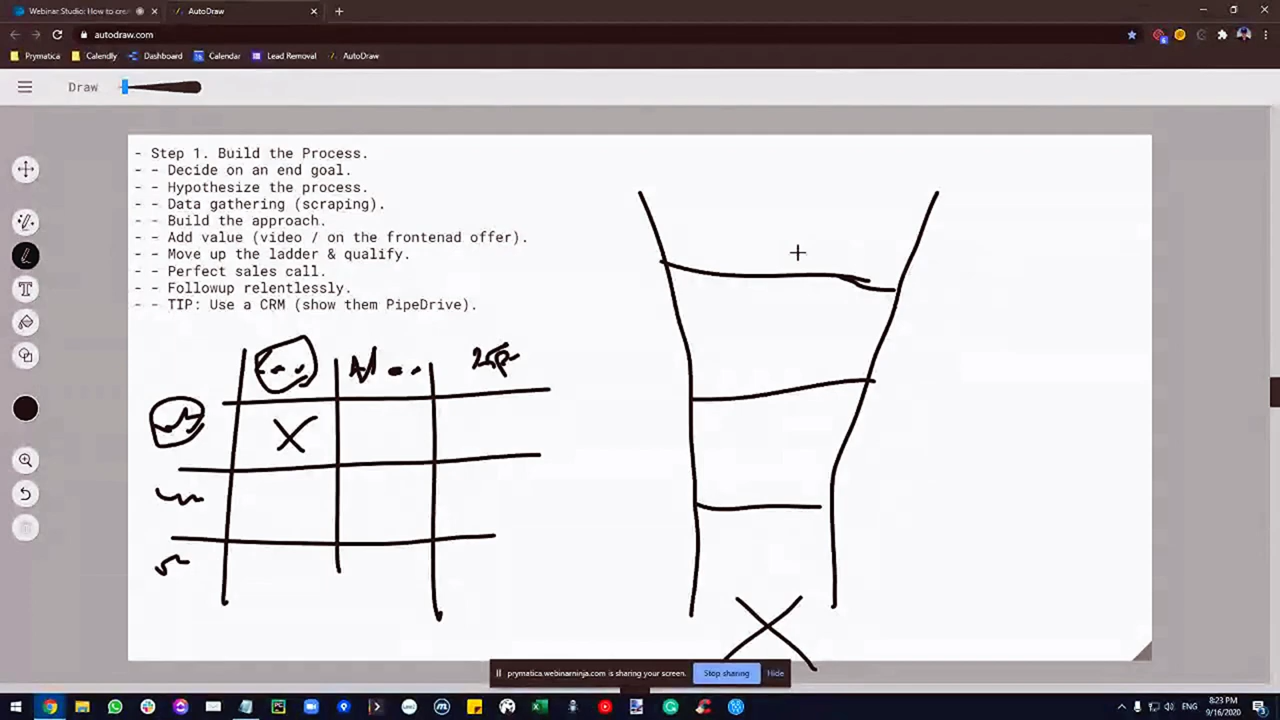 Webinar Studio: How to cre
AutoDraw
autodraw.com
Prymatica
Calendly
Dashboard
Calendar
Lead Removal
AutoDraw
Draw
- Step 1. Build the Process.
- - Decide on an end goal.
- - Hypothesize the process.
- - Data gathering (scraping).
- - Build the approach.
- - Add value (video / on the frontenad offer).
- - Move up the ladder & qualify.
- - Perfect sales call.
- - Followup relentlessly.
- - TIP: Use a CRM (show them PipeDrive).
X
X
prymatica.webinarninja.com is sharing your screen.
Stop sharing
Hide
ENG
8:23 PM
9/16/2020